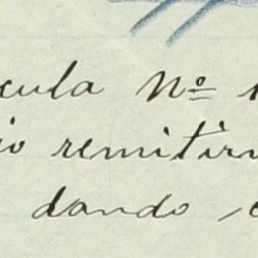 cula Nº
io remitirm
dando